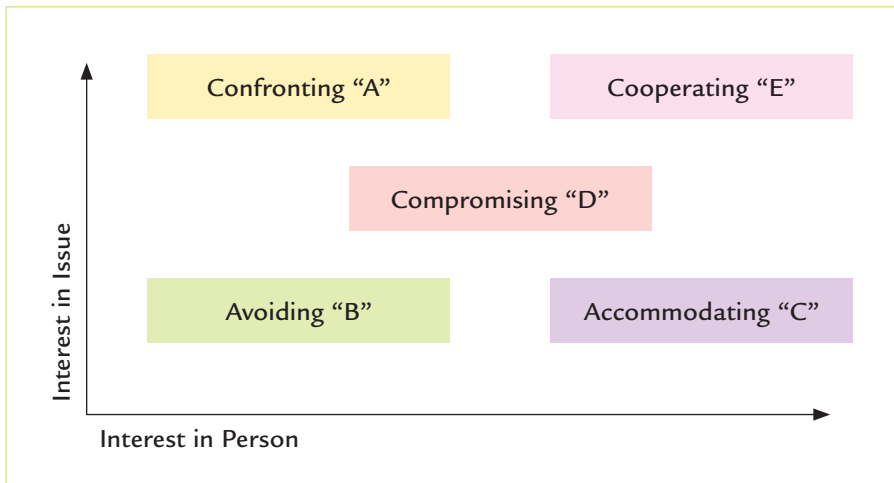 Confronting “A”
Cooperating “E”
Compromising “D”
Avoiding “B”
Accommodating “C”
Interest in Issue
Interest in Person